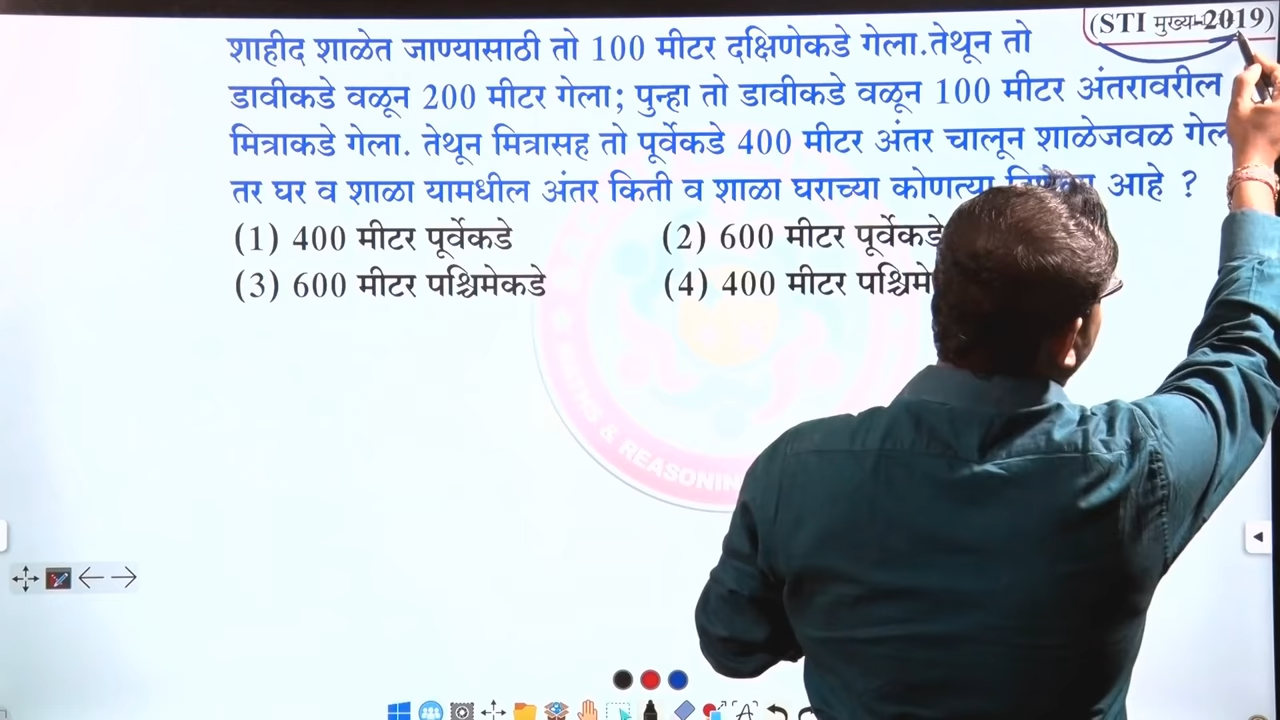 (STI मुख्य-2019)
शाहीद शाळेत जाण्यासाठी तो 100 मीटर दक्षिणेकडे गेला.तेथून तो
डावीकडे वळून 200 मीटर गेला; पुन्हा तो डावीकडे वळून 100 मीटर अंतरावरील
मित्राकडे गेला. तेथून मित्रासह तो पूर्वेकडे 400 मीटर अंतर चालून शाळेजवळ गेल
तर घर व शाळा यामधील अंतर किती व शाळा घराच्या कोणत्या आहे ?
(1) 400 मीटर पूर्वेकडे (2) 600 मीटर पूर्वेकडे
(3) 600 मीटर पश्चिमेकडे (4) 400 मीटर पश्चिमे
& REASONIN